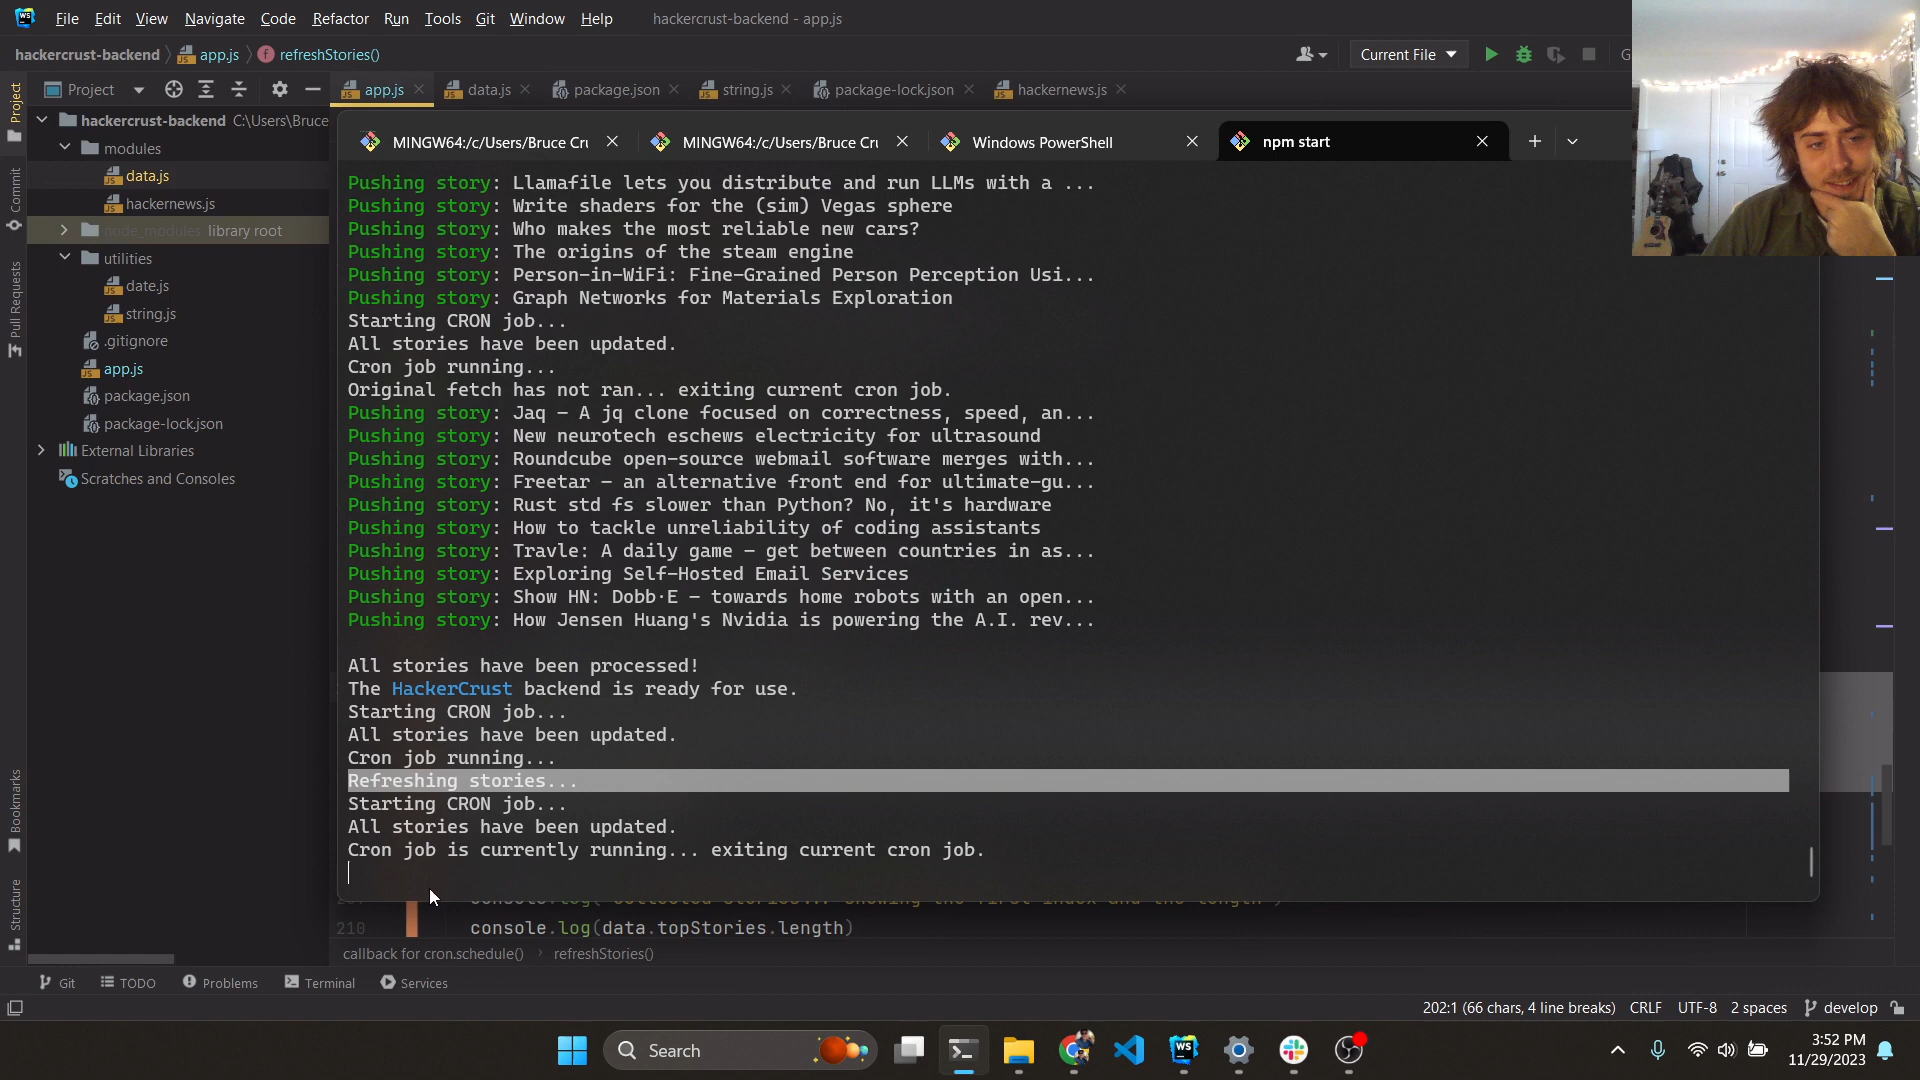 File Edit View Navigate Code Refactor Run Tools Git Window Help hackercrust-backend - app.js
hackercrust-backend app.js refreshStories() Current File
Project app.js data.js package.json string.js package-lock.json hackernews.js
Project
Commit
Pull Requests
Bookmarks
Structure
hackercrust-backend C:\Users\Bruce
modules
data.js
hackernews.js
node_modules library root
utilities
date.js
string.js
.gitignore
app.js
package.json
package-lock.json
External Libraries
Scratches and Consoles
MINGW64:/c/Users/Bruce Cru MINGW64:/c/Users/Bruce Cru Windows PowerShell npm start
Pushing story: Llamafile lets you distribute and run LLMs with a ...
Pushing story: Write shaders for the (sim) Vegas sphere
Pushing story: Who makes the most reliable new cars?
Pushing story: The origins of the steam engine
Pushing story: Person-in-WiFi: Fine-Grained Person Perception Usi...
Pushing story: Graph Networks for Materials Exploration
Starting CRON job...
All stories have been updated.
Cron job running...
Original fetch has not ran... exiting current cron job.
Pushing story: Jaq – A jq clone focused on correctness, speed, an...
Pushing story: New neurotech eschews electricity for ultrasound
Pushing story: Roundcube open-source webmail software merges with...
Pushing story: Freetar – an alternative front end for ultimate-gu...
Pushing story: Rust std fs slower than Python? No, it's hardware
Pushing story: How to tackle unreliability of coding assistants
Pushing story: Travle: A daily game – get between countries in as...
Pushing story: Exploring Self-Hosted Email Services
Pushing story: Show HN: Dobb·E – towards home robots with an open...
Pushing story: How Jensen Huang's Nvidia is powering the A.I. rev...
All stories have been processed!
The HackerCrust backend is ready for use.
Starting CRON job...
All stories have been updated.
Cron job running...
Refreshing stories...
Starting CRON job...
All stories have been updated.
Cron job is currently running... exiting current cron job.
210 console.log(data.topStories.length)
callback for cron.schedule() refreshStories()
Git TODO Problems Terminal Services
202:1 (66 chars, 4 line breaks) CRLF UTF-8 2 spaces develop
Search
3:52 PM
11/29/2023